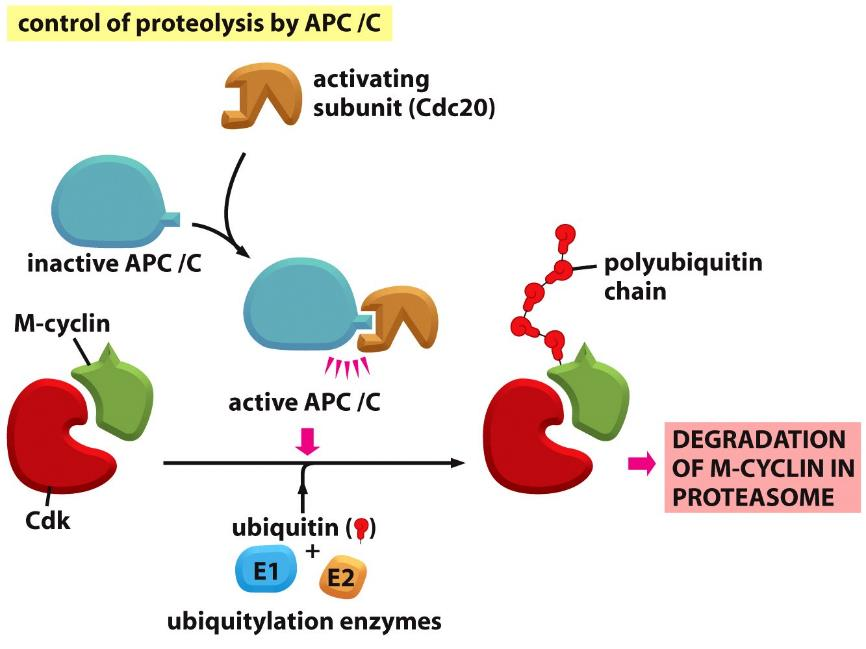 control of proteolysis by APC /C
activating
subunit (Cdc20)
inactive APC /C
polyubiquitin
chain
M-cyclin
active APC /C
DEGRADATION
OF M-CYCLIN IN
PROTEASOME
Cdk
ubiquitin ( )
+
E1
E2
ubiquitylation enzymes